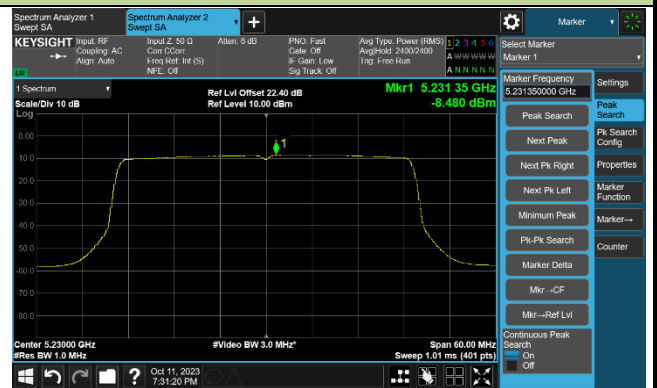 Spectrum Analyzer 1
Swept SA
Spectrum Analyzer 2
Swept SA
Marker
KEYSIGHT
Input: RF
Coupling: AC
Align: Auto
Input Z: 50 Ω
Corr CCorr
Freq Ref: Int (S)
NFE: Off
Atten: 6 dB
PNO: Fast
Gate: Off
IF Gain: Low
Sig Track: Off
Avg Type: Power (RMS)
Avg|Hold: 2400/2400
Trig: Free Run
1 2 3 4 5 6
A W W W W W
A N N N N N
Select Marker
Marker 1
1 Spectrum
Scale/Div 10 dB
Log
Ref Lvl Offset 22.40 dB
Ref Level 10.00 dBm
Mkr1 5.231 35 GHz
-8.480 dBm
0.00
-10.0
-20.0
-30.0
-40.0
-50.0
-60.0
-70.0
-80.0
1
Center 5.23000 GHz
#Res BW 1.0 MHz
#Video BW 3.0 MHz*
Span 60.00 MHz
Sweep 1.01 ms (401 pts)
Marker Frequency
5.231350000 GHz
Peak Search
Next Peak
Next Pk Right
Next Pk Left
Minimum Peak
Pk-Pk Search
Marker Delta
Mkr→CF
Mkr→Ref Lvl
Continuous Peak
Search
On
Off
Settings
Peak
Search
Pk Search
Config
Properties
Marker
Function
Marker→
Counter
?
Oct 11, 2023
7:31:20 PM